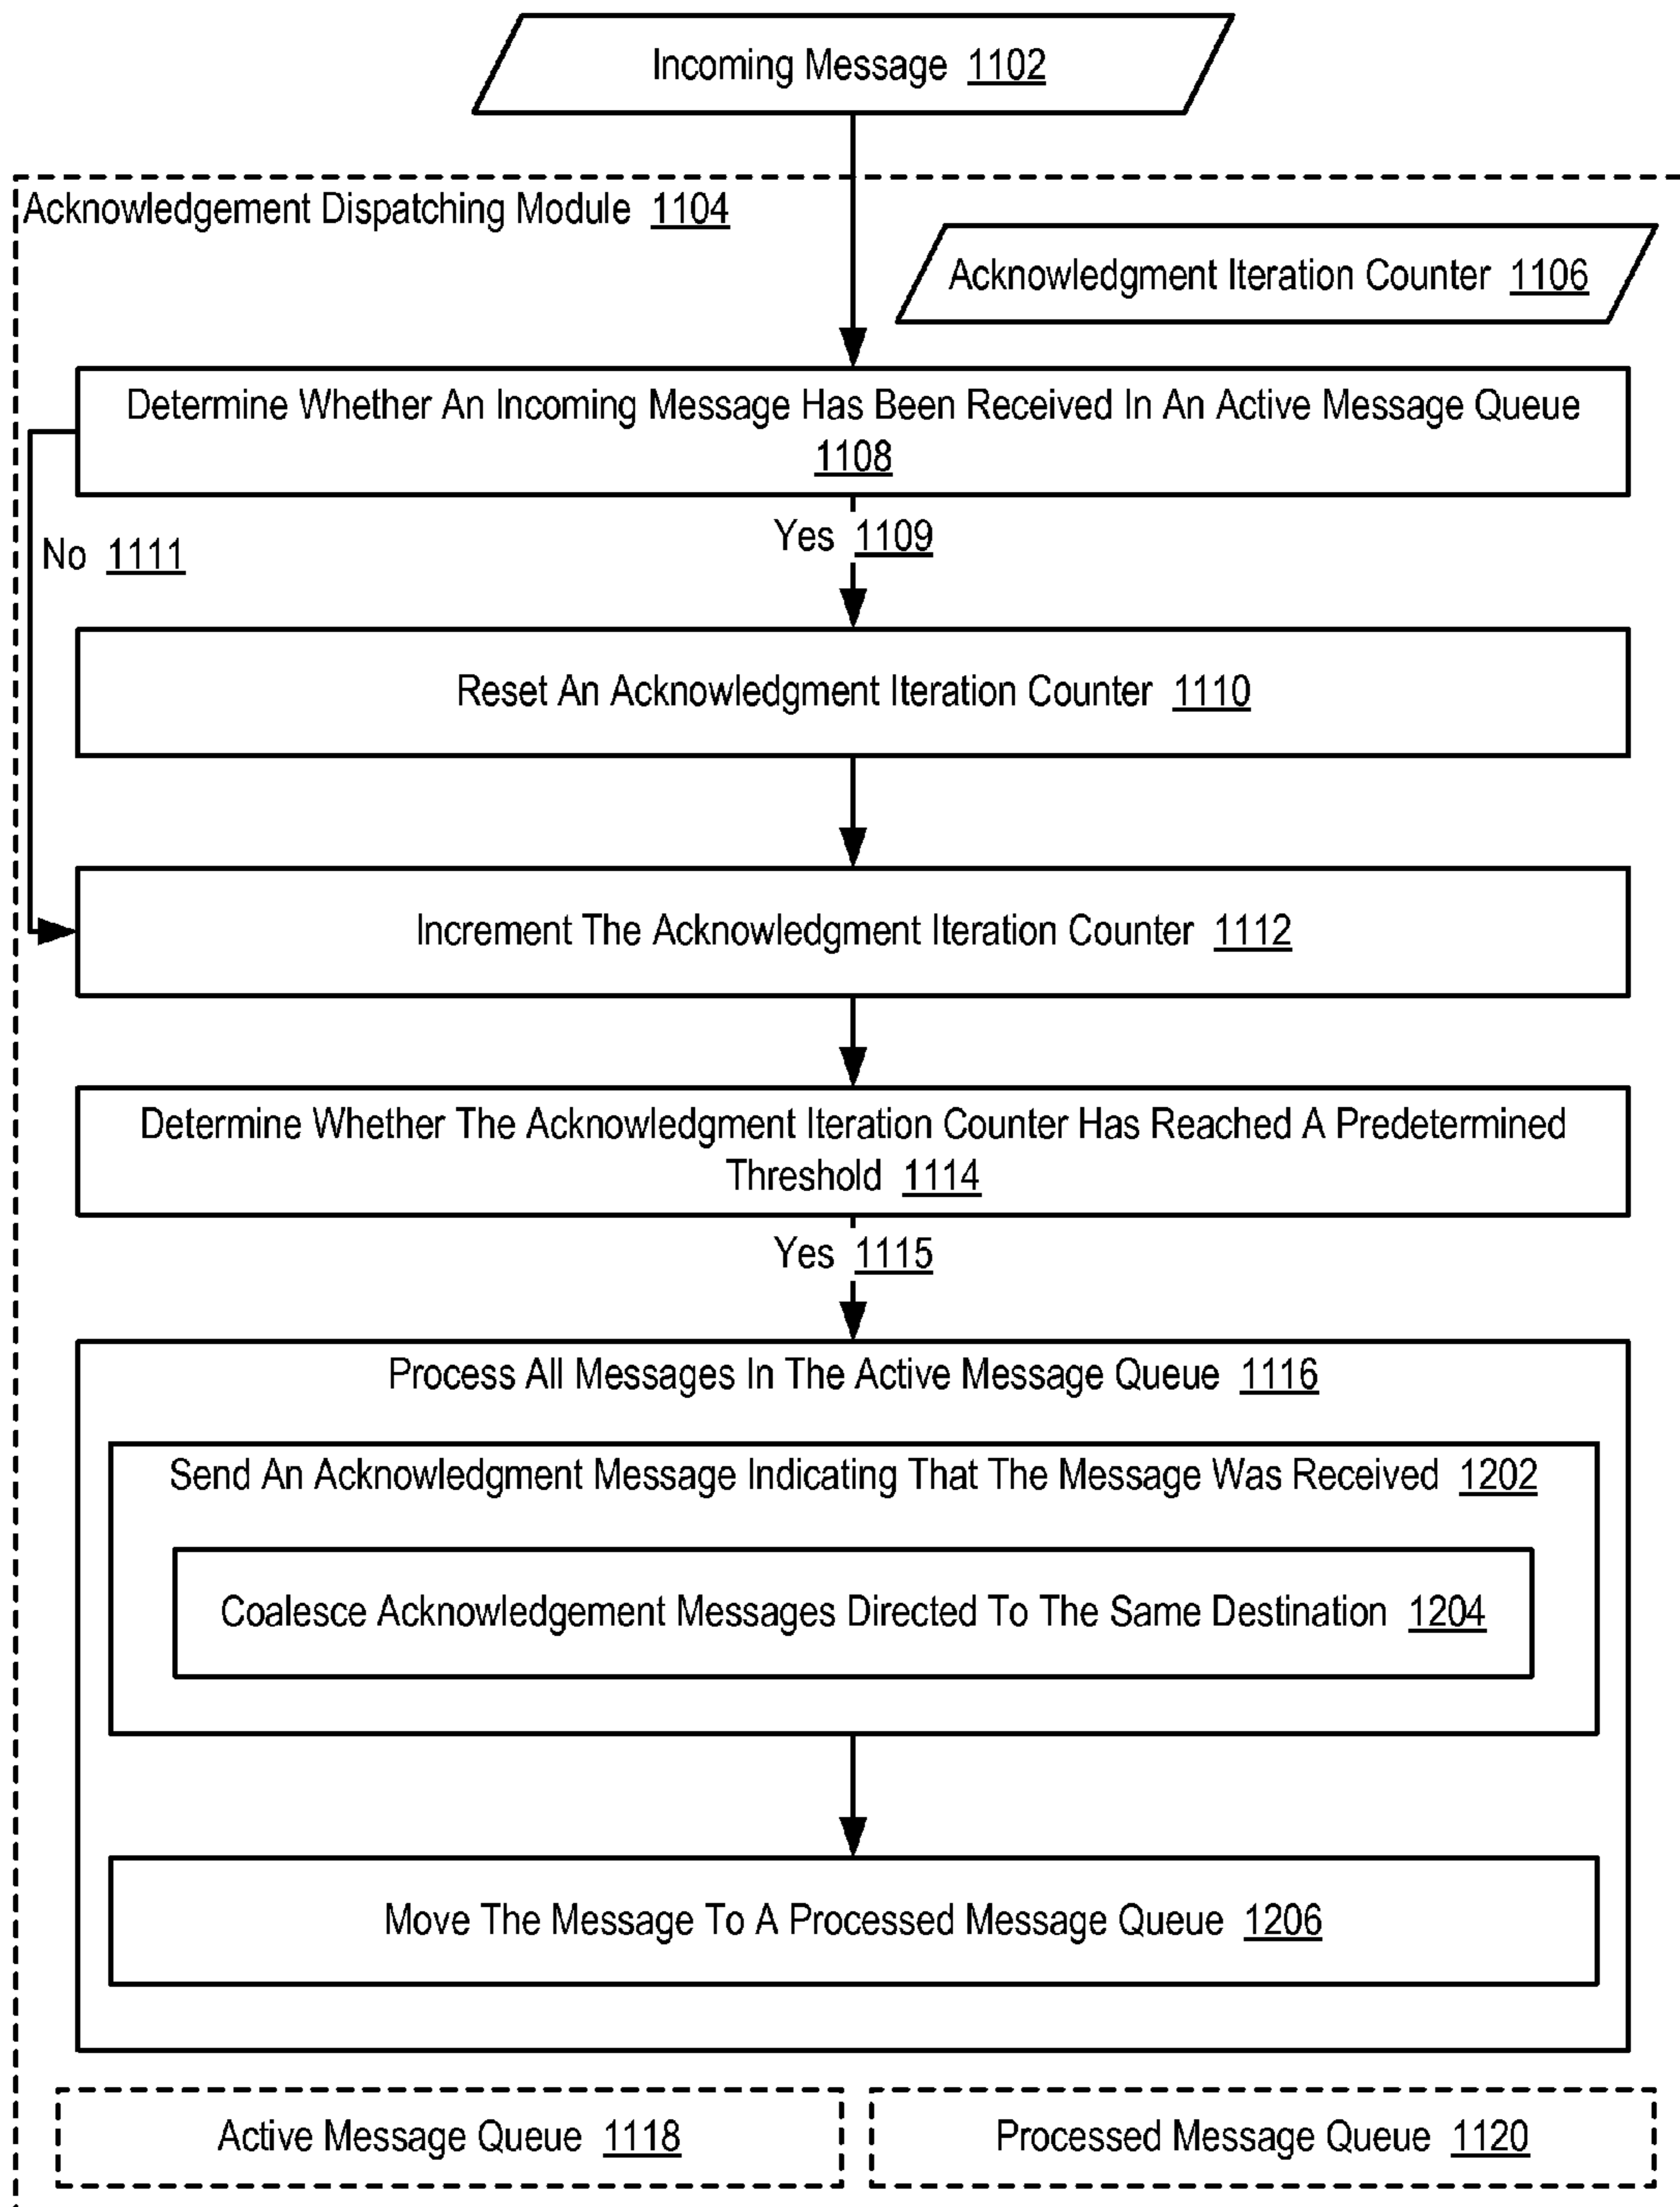 Incoming Message 1102
Acknowledgement Dispatching Module 1104
Acknowledgment Iteration Counter 1106
Determine Whether An Incoming Message Has Been Received In An Active Message Queue
1108
Yes 1109
No 1111
Reset An Acknowledgment Iteration Counter 1110
Increment The Acknowledgment Iteration Counter 1112
Determine Whether The Acknowledgment Iteration Counter Has Reached A Predetermined
Threshold 1114
Yes 1115
Process All Messages In The Active Message Queue 1116
Send An Acknowledgment Message Indicating That The Message Was Received 1202
Coalesce Acknowledgement Messages Directed To The Same Destination 1204
Move The Message To A Processed Message Queue 1206
Active Message Queue 1118
Processed Message Queue 1120